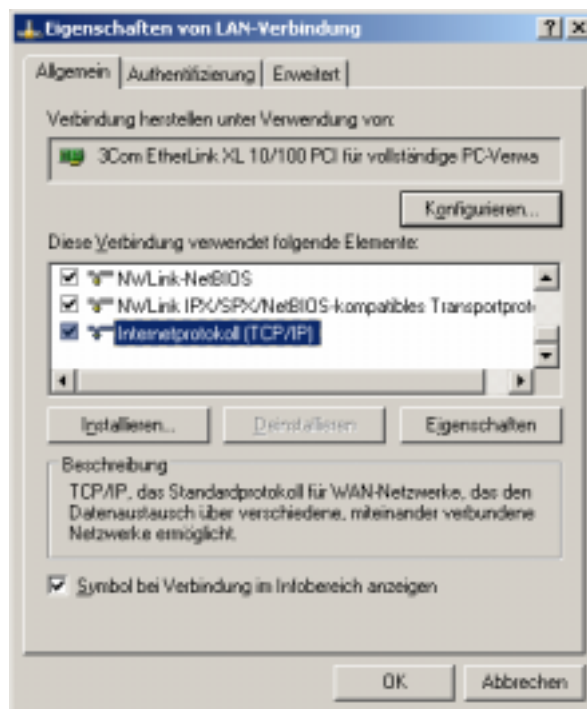 Eigenschaften von LAN-Verbindung
Allgemein Authentifizierung Erweitert
Verbindung herstellen unter Verwendung von:
3Com EtherLink XL 10/100 PCI für vollständige PC-Verwa
Konfigurieren...
Diese Verbindung verwendet folgende Elemente:
NWLink-NetBIOS
NWLink IPX/SPX/NetBIOS-kompatibles Transportprot
Internetprotokoll (TCP/IP)
Installieren... Deinstallieren Eigenschaften
Beschreibung
TCP/IP, das Standardprotokoll für WAN-Netzwerke, das den
Datenaustausch über verschiedene, miteinander verbundene
Netzwerke ermöglicht.
Symbol bei Verbindung im Infobereich anzeigen
OK Abbrechen